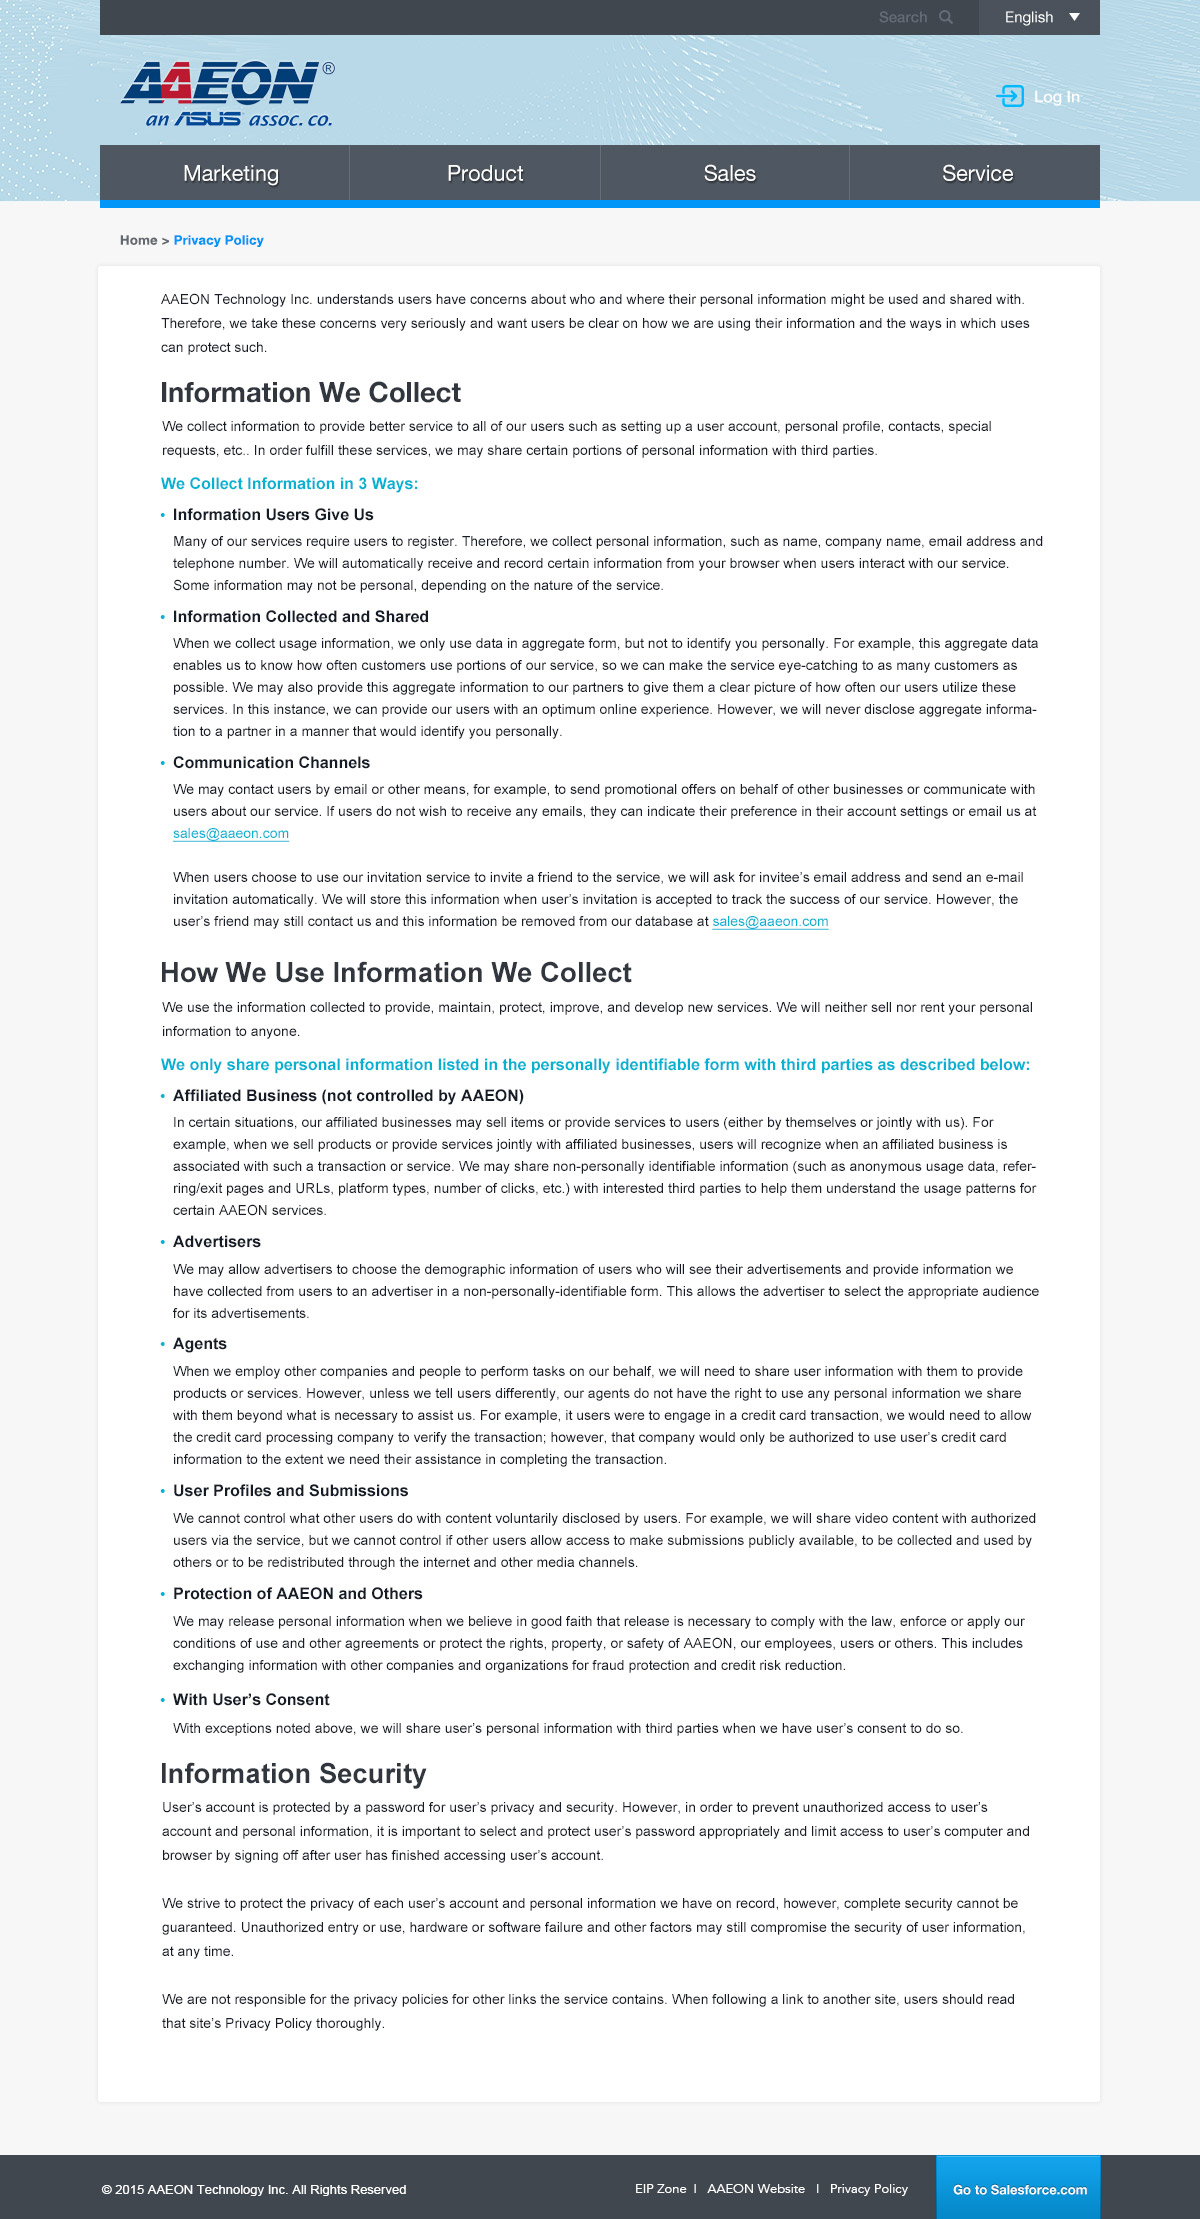 Search
English
AAEON®
an ASUS assoc. co.
Log In
Marketing
Product
Sales
Service
Home > Privacy Policy
AAEON Technology Inc. understands users have concerns about who and where their personal information might be used and shared with.
Therefore, we take these concerns very seriously and want users be clear on how we are using their information and the ways in which uses
can protect such.
Information We Collect
We collect information to provide better service to all of our users such as setting up a user account, personal profile, contacts, special
requests, etc.. In order fulfill these services, we may share certain portions of personal information with third parties.
We Collect Information in 3 Ways:
• Information Users Give Us
Many of our services require users to register. Therefore, we collect personal information, such as name, company name, email address and
telephone number. We will automatically receive and record certain information from your browser when users interact with our service.
Some information may not be personal, depending on the nature of the service.
• Information Collected and Shared
When we collect usage information, we only use data in aggregate form, but not to identify you personally. For example, this aggregate data
enables us to know how often customers use portions of our service, so we can make the service eye-catching to as many customers as
possible. We may also provide this aggregate information to our partners to give them a clear picture of how often our users utilize these
services. In this instance, we can provide our users with an optimum online experience. However, we will never disclose aggregate informa-
tion to a partner in a manner that would identify you personally.
• Communication Channels
We may contact users by email or other means, for example, to send promotional offers on behalf of other businesses or communicate with
users about our service. If users do not wish to receive any emails, they can indicate their preference in their account settings or email us at
sales@aaeon.com
When users choose to use our invitation service to invite a friend to the service, we will ask for invitee's email address and send an e-mail
invitation automatically. We will store this information when user's invitation is accepted to track the success of our service. However, the
user's friend may still contact us and this information be removed from our database at sales@aaeon.com
How We Use Information We Collect
We use the information collected to provide, maintain, protect, improve, and develop new services. We will neither sell nor rent your personal
information to anyone.
We only share personal information listed in the personally identifiable form with third parties as described below:
• Affiliated Business (not controlled by AAEON)
In certain situations, our affiliated businesses may sell items or provide services to users (either by themselves or jointly with us). For
example, when we sell products or provide services jointly with affiliated businesses, users will recognize when an affiliated business is
associated with such a transaction or service. We may share non-personally identifiable information (such as anonymous usage data, refer-
ring/exit pages and URLs, platform types, number of clicks, etc.) with interested third parties to help them understand the usage patterns for
certain AAEON services.
• Advertisers
We may allow advertisers to choose the demographic information of users who will see their advertisements and provide information we
have collected from users to an advertiser in a non-personally-identifiable form. This allows the advertiser to select the appropriate audience
for its advertisements.
• Agents
When we employ other companies and people to perform tasks on our behalf, we will need to share user information with them to provide
products or services. However, unless we tell users differently, our agents do not have the right to use any personal information we share
with them beyond what is necessary to assist us. For example, it users were to engage in a credit card transaction, we would need to allow
the credit card processing company to verify the transaction; however, that company would only be authorized to use user's credit card
information to the extent we need their assistance in completing the transaction.
• User Profiles and Submissions
We cannot control what other users do with content voluntarily disclosed by users. For example, we will share video content with authorized
users via the service, but we cannot control if other users allow access to make submissions publicly available, to be collected and used by
others or to be redistributed through the internet and other media channels.
• Protection of AAEON and Others
We may release personal information when we believe in good faith that release is necessary to comply with the law, enforce or apply our
conditions of use and other agreements or protect the rights, property, or safety of AAEON, our employees, users or others. This includes
exchanging information with other companies and organizations for fraud protection and credit risk reduction.
• With User's Consent
With exceptions noted above, we will share user's personal information with third parties when we have user's consent to do so.
Information Security
User's account is protected by a password for user's privacy and security. However, in order to prevent unauthorized access to user's
account and personal information, it is important to select and protect user's password appropriately and limit access to user's computer and
browser by signing off after user has finished accessing user's account.
We strive to protect the privacy of each user's account and personal information we have on record, however, complete security cannot be
guaranteed. Unauthorized entry or use, hardware or software failure and other factors may still compromise the security of user information,
at any time.
We are not responsible for the privacy policies for other links the service contains. When following a link to another site, users should read
that site's Privacy Policy thoroughly.
© 2015 AAEON Technology Inc. All Rights Reserved
EIP Zone | AAEON Website | Privacy Policy
Go to Salesforce.com